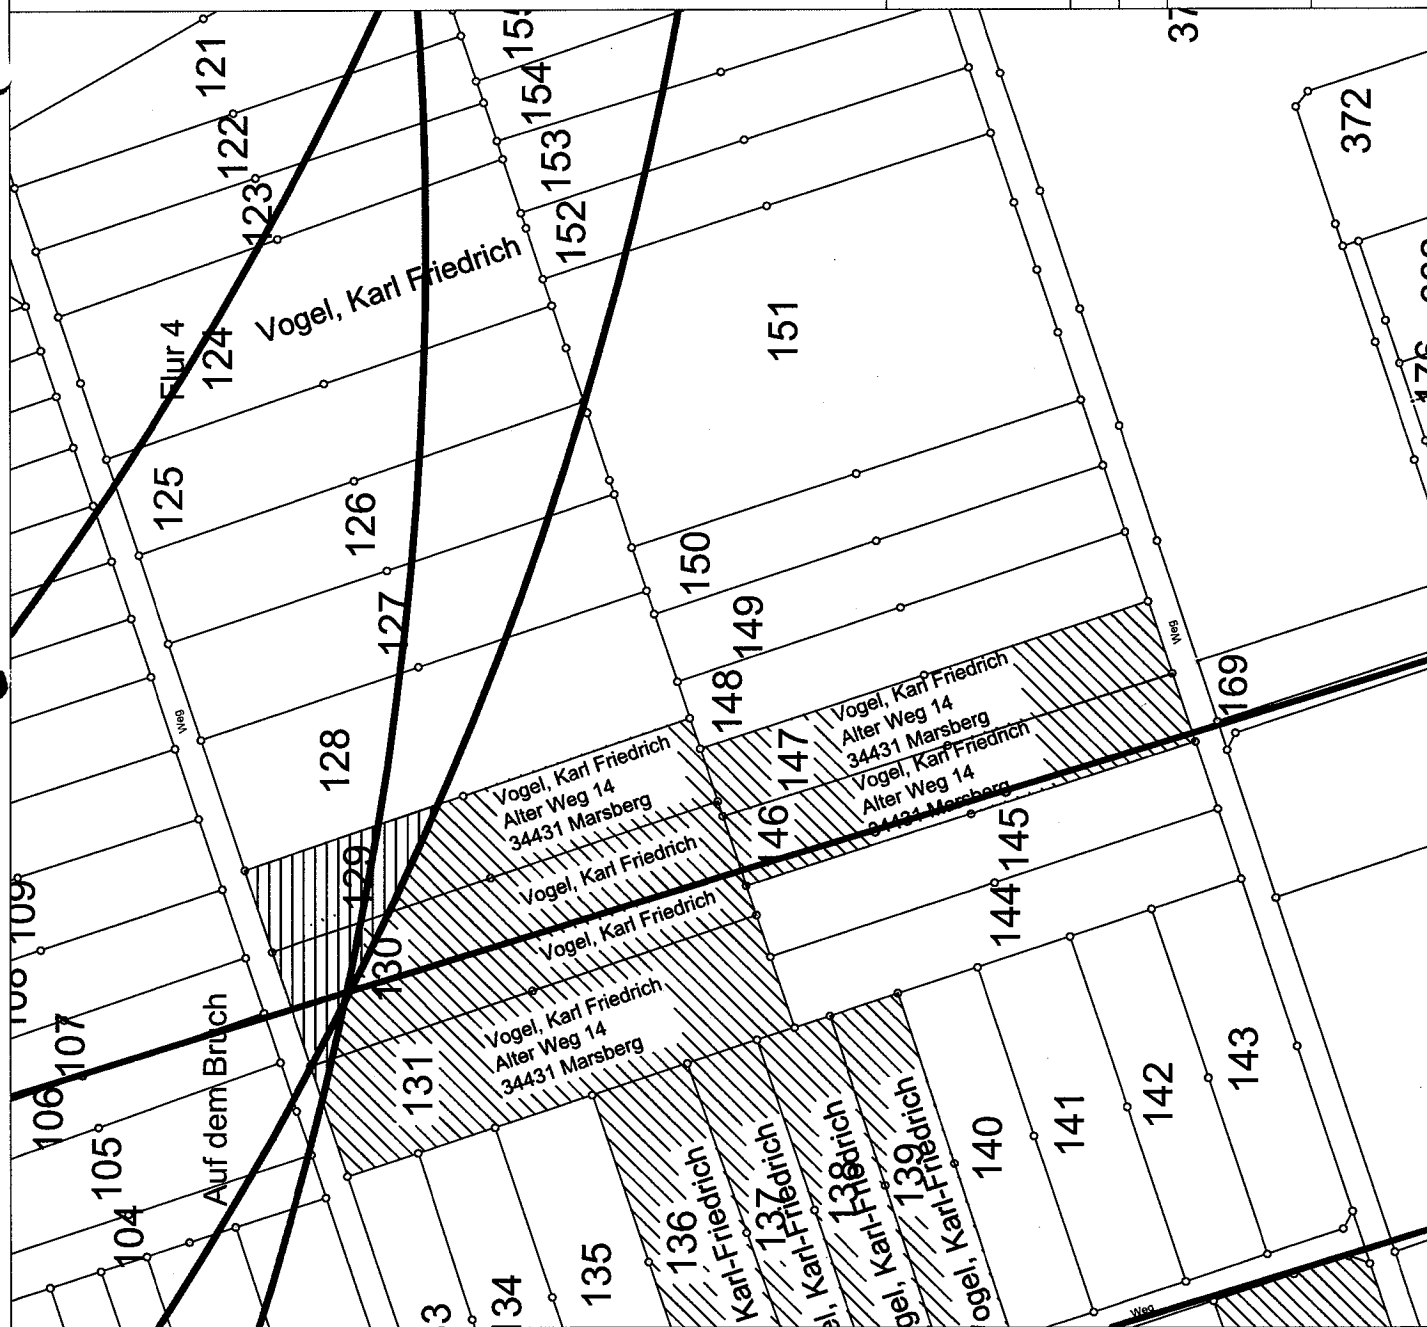 121
122
123
Flur 4
124
Vogel, Karl Friedrich
125
126
127
128
129
130
131
154
153
152
151
150
149
148
147
146
145
144
143
142
141
140
139
138
137
136
135
134
372
169
109
107
106
105
104
Auf dem Bruch
Weg
Weg
Weg
Vogel, Karl Friedrich
Alter Weg 14
34431 Marsberg
Vogel, Karl Friedrich
Alter Weg 14
34431 Marsberg
Vogel, Karl Friedrich
Alter Weg 14
34431 Marsberg
Vogel, Karl Friedrich
Vogel, Karl Friedrich
Vogel, Karl Friedrich
Alter Weg 14
34431 Marsberg
Karl-Friedrich
Karl-Friedrich
Karl-Friedrich
Karl-Friedrich